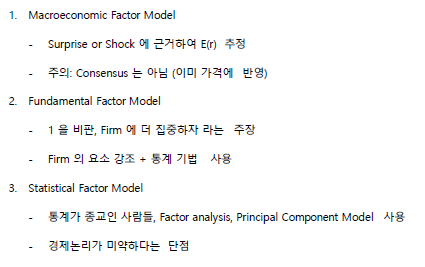 1. Macroeconomic Factor Model
- Surprise or Shock 에 근거하여 E(r) 추정
- 주의: Consensus 는 아님 (이미 가격에 반영)
2. Fundamental Factor Model
- 1 을 비판, Firm 에 더 집중하자 라는 주장
- Firm 의 요소 강조 + 통계 기법 사용
3. Statistical Factor Model
- 통계가 종교인 사람들, Factor analysis, Principal Component Model 사용
- 경제논리가 미약하다는 단점